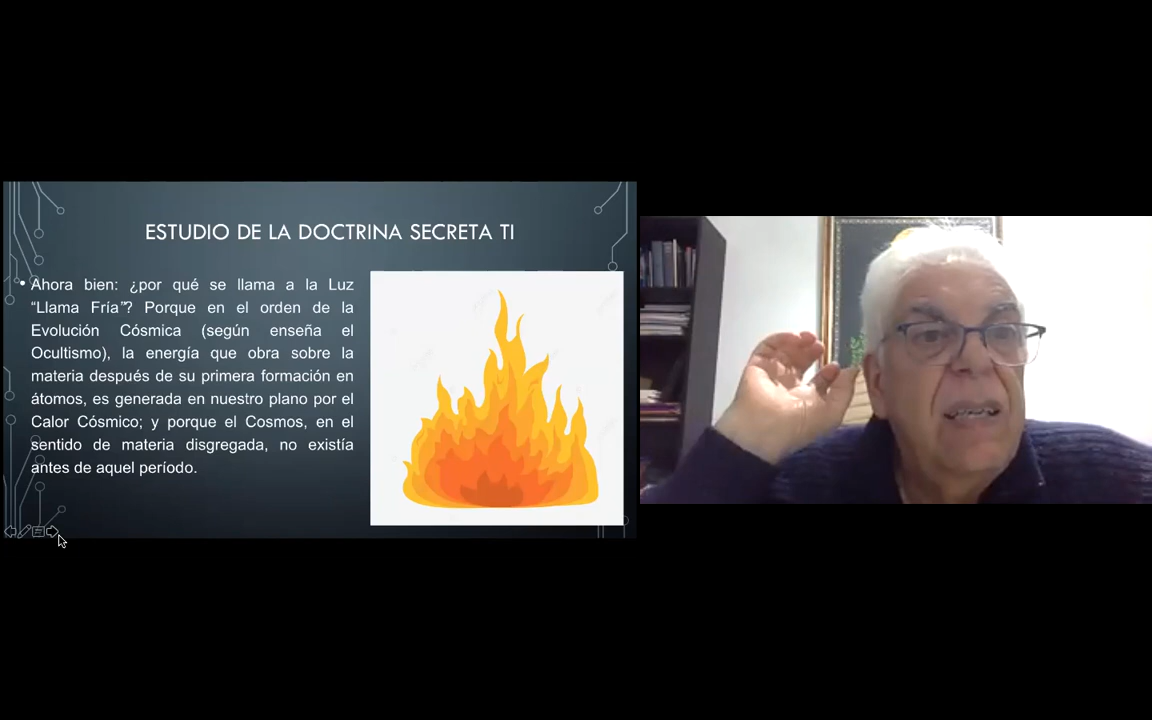 ESTUDIO DE LA DOCTRINA SECRETA TI
• Ahora bien: ¿por qué se llama a la Luz
“Llama Fría”? Porque en el orden de la
Evolución Cósmica (según enseña el
Ocultismo), la energía que obra sobre la
materia después de su primera formación en
átomos, es generada en nuestro plano por el
Calor Cósmico; y porque el Cosmos, en el
sentido de materia disgregada, no existía
antes de aquel período.